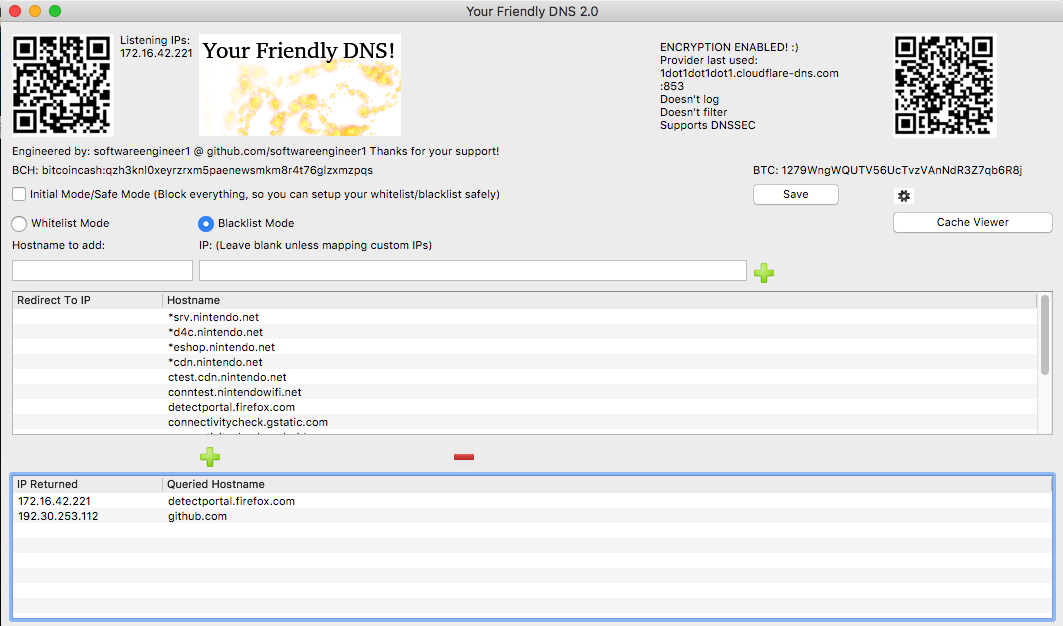 Your Friendly DNS 2.0
Listening IPs:
172.16.42.221
Your Friendly DNS!
ENCRYPTION ENABLED! :)
Provider last used:
1dot1dot1dot1.cloudflare-dns.com
:853
Doesn't log
Doesn't filter
Supports DNSSEC
Engineered by: softwareengineer1 @ github.com/softwareengineer1 Thanks for your support!
BCH: bitcoincash:qzh3knl0xeyrzrxm5paenewsmkm8r4t76glzxmzpqs
BTC: 1279WngWQUTV56UcTvzVAnNdR3Z7qb6R8j
Initial Mode/Safe Mode (Block everything, so you can setup your whitelist/blacklist safely)
Save
Whitelist Mode
Blacklist Mode
Cache Viewer
Hostname to add:
IP: (Leave blank unless mapping custom IPs)
Redirect To IP Hostname
*srv.nintendo.net
*d4c.nintendo.net
*eshop.nintendo.net
*cdn.nintendo.net
ctest.cdn.nintendo.net
conntest.nintendowifi.net
detectportal.firefox.com
connectivitycheck.gstatic.com
IP Returned Queried Hostname
172.16.42.221 detectportal.firefox.com
192.30.253.112 github.com